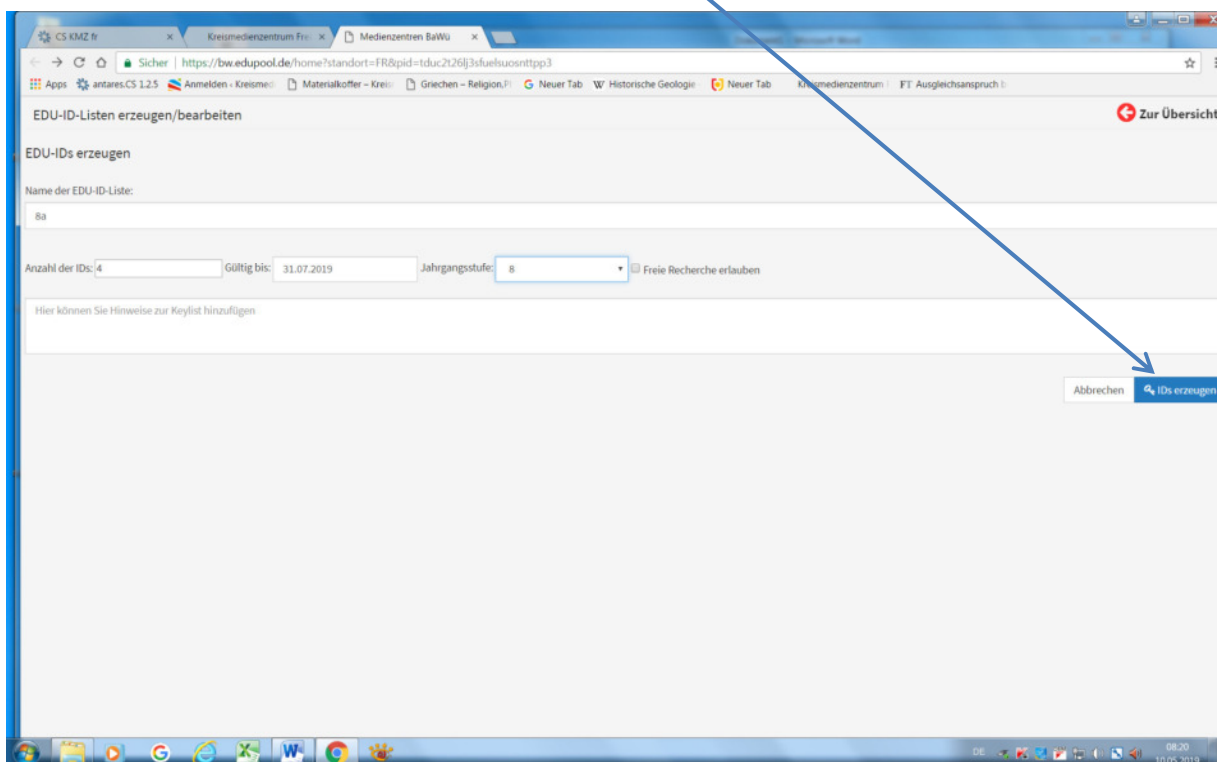 CS KMZ fr
Kreismedienzentrum Frei
Medienzentren BaWü
Sicher | https://bw.edupool.de/home?standort=FR&pid=tduc2t26lj3sfuelsuosnttpp3
Apps antares.CS 1.2.5 Anmelden ‹ Kreismed Materialkoffer – Kreis Griechen – Religion, Neuer Tab Historische Geologie Neuer Tab Kreismedienzentrum FT Ausgleichsanspruch b
EDU-ID-Listen erzeugen/bearbeiten Zur Übersicht
EDU-IDs erzeugen
Name der EDU-ID-Liste:
8a
Anzahl der IDs: 4 Gültig bis: 31.07.2019 Jahrgangsstufe: 8 Freie Recherche erlauben
Hier können Sie Hinweise zur Keylist hinzufügen
Abbrechen IDs erzeugen
DE 08:20
10.05.2019